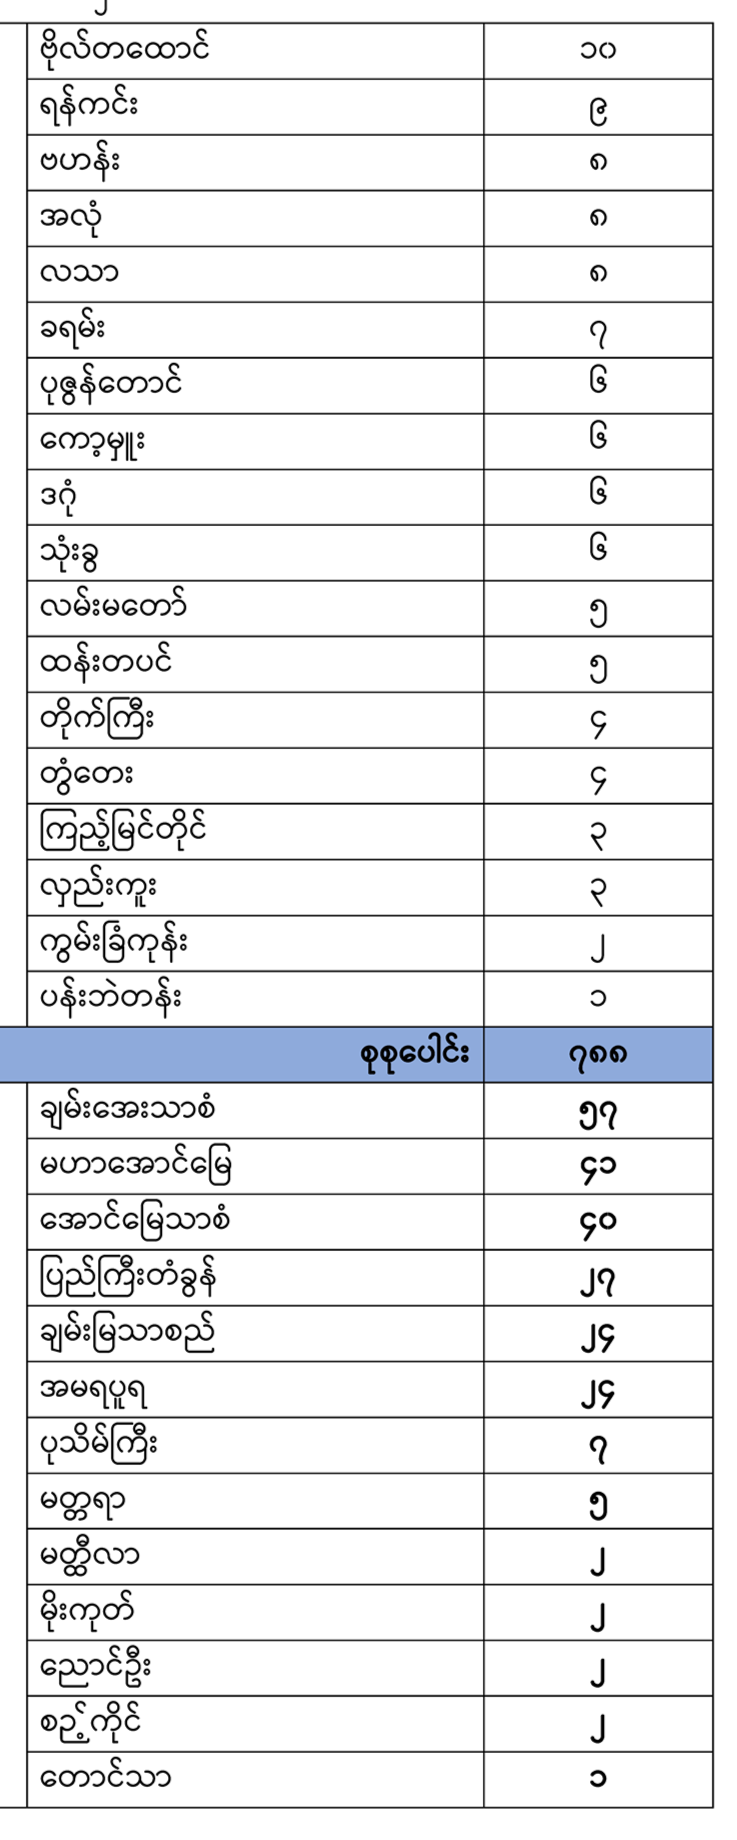 ဗိုလ်တထောင် ၁၀
ရန်ကင်း ၉
ဗဟန်း ၈
အလုံ ၈
လသာ ၈
ခရမ်း ၇
ပုဇွန်တောင် ၆
ကော့မှူး ၆
ဒဂုံ ၆
သုံးခွ ၆
လမ်းမတော် ၅
ထန်းတပင် ၅
တိုက်ကြီး ၄
တွံတေး ၄
ကြည့်မြင်တိုင် ၃
လှည်းကူး ၃
ကွမ်းခြံကုန်း ၂
ပန်းဘဲတန်း ၁
စုစုပေါင်း ၇၈၈
ချမ်းအေးသာစံ ၅၇
မဟာအောင်မြေ ၄၁
အောင်မြေသာစံ ၄၀
ပြည်ကြီးတံခွန် ၂၇
ချမ်းမြသာစည် ၂၄
အမရပူရ ၂၄
ပုသိမ်ကြီး ၇
မတ္တရာ ၅
မတ္ထီလာ ၂
မိုးကုတ် ၂
ညောင်ဦး ၂
စဉ့်ကိုင် ၂
တောင်သာ ၁